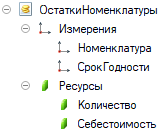 ОстаткиНоменклатуры
Измерения
Номенклатура
СрокГодности
Ресурсы
Количество
Себестоимость